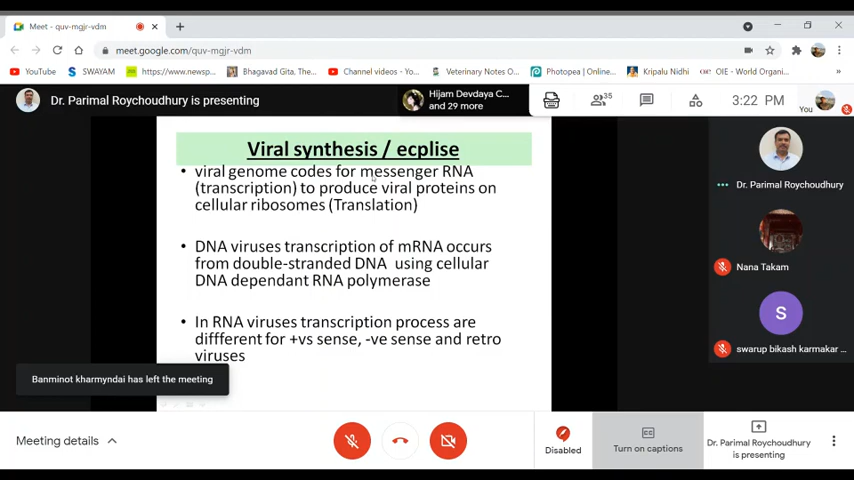 Meet - quv-mgjr-vdm
meet.google.com/quv-mgjr-vdm
YouTube
SWAYAM
https://www.newsp...
Bhagavad Gita, The...
Channel videos - Yo...
Veterinary Notes O...
Photopea | Online...
Kripalu Nidhi
OIE - World Organi...
Dr. Parimal Roychoudhury is presenting
Hijam Devdaya C...
and 29 more
35
3:22 PM
You
Viral synthesis / ecplise
• viral genome codes for messenger RNA
(transcription) to produce viral proteins on
cellular ribosomes (Translation)
• DNA viruses transcription of mRNA occurs
from double-stranded DNA using cellular
DNA dependant RNA polymerase
• In RNA viruses transcription process are
diffferent for +vs sense, -ve sense and retro
viruses
Dr. Parimal Roychoudhury
Nana Takam
S
swarup bikash karmakar ...
Banminot kharmyndai has left the meeting
Meeting details
Disabled
Turn on captions
Dr. Parimal Roychoudhury
is presenting